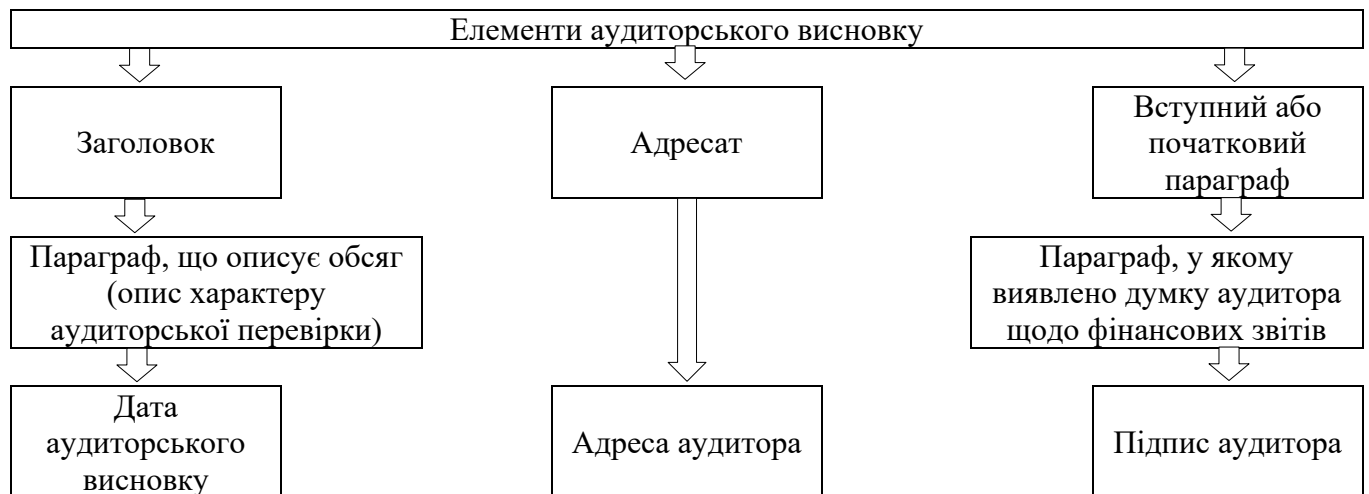 Елементи аудиторського висновку
Заголовок
Адресат
Вступний або
початковий
параграф
Параграф, що описує обсяг
(опис характеру
аудиторської перевірки)
Параграф, у якому
виявлено думку аудитора
щодо фінансових звітів
Дата
аудиторського
висновку
Адреса аудитора
Підпис аудитора